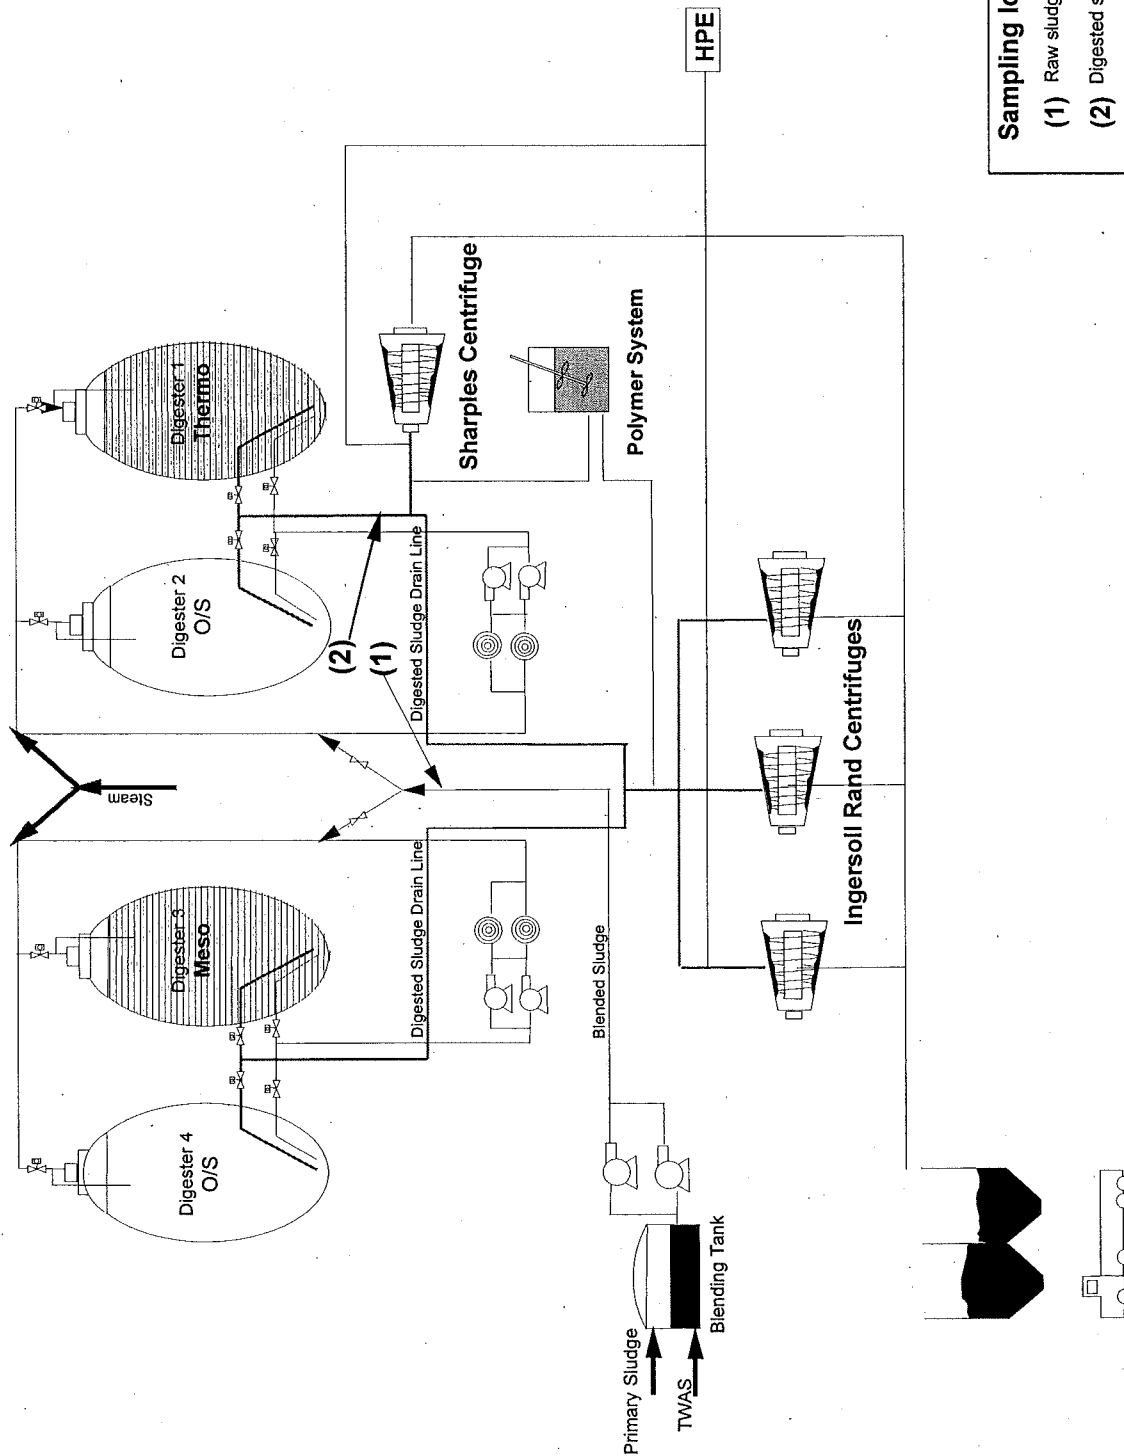 Steam
Digester 4
O/S
Digester 3
Meso
Digester 2
O/S
Digester 1
Thermo
(2)
(1)
Digested Sludge Drain Line
Digested Sludge Drain Line
Sharples Centrifuge
Polymer System
Blended Sludge
Primary Sludge
TWAS
Blending Tank
HPE
Ingersoll Rand Centrifuges
Sampling
(1) Raw
(2) Digested